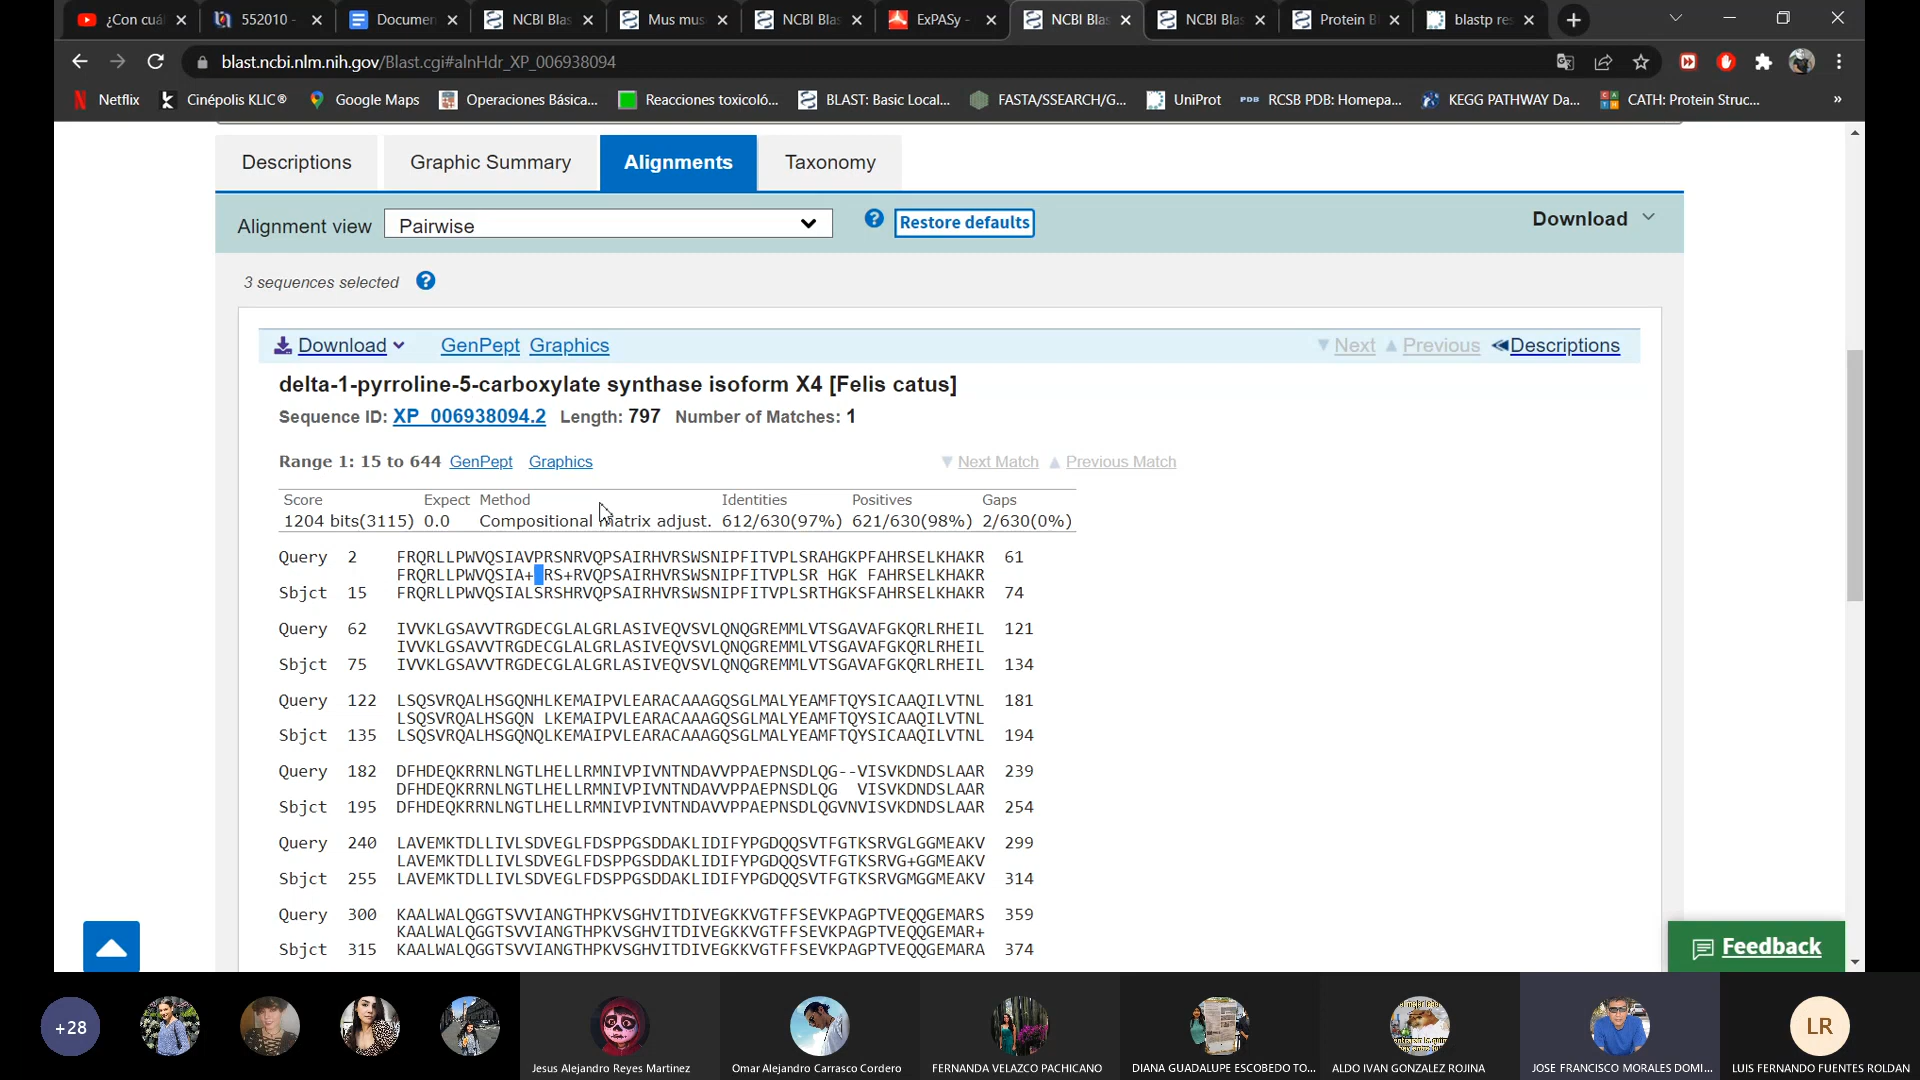 ¿Con cuá
552010 -
Documen
NCBI Blas
Mus mus
NCBI Blas
ExPASy -
NCBI Blas
NCBI Blas
Protein B
blastp res
blast.ncbi.nlm.nih.gov/Blast.cgi#alnHdr_XP_006938094
Netflix
Cinépolis KLIC®
Google Maps
Operaciones Básica...
Reacciones toxicoló...
BLAST: Basic Local...
FASTA/SSEARCH/G...
UniProt
RCSB PDB: Homepa...
KEGG PATHWAY Da...
CATH: Protein Struc...
»
Descriptions
Graphic Summary
Alignments
Taxonomy
Alignment view
Pairwise
Restore defaults
Download
3 sequences selected
Download GenPept Graphics
Next Previous Descriptions
delta-1-pyrroline-5-carboxylate synthase isoform X4 [Felis catus]
Sequence ID: XP_006938094.2 Length: 797 Number of Matches: 1
Range 1: 15 to 644 GenPept Graphics
Next Match Previous Match
Score Expect Method Identities Positives Gaps
1204 bits(3115) 0.0 Compositional matrix adjust. 612/630(97%) 621/630(98%) 2/630(0%)
Query 2 FRQRLLPWVQSIAVPRSNRVQPSAIRHVRSWSNIPFITVPLSRAHGKPFAHRSELKHAKR 61
FRQRLLPWVQSIA+ RS+RVQPSAIRHVRSWSNIPFITVPLSR HGK FAHRSELKHAKR
Sbjct 15 FRQRLLPWVQSIALSRSHRVQPSAIRHVRSWSNIPFITVPLSRTHGKSFAHRSELKHAKR 74
Query 62 IVVKLGSAVVTRGDECGLALGRLASIVEQVSVLQNQGREMMLVTSGAVAFGKQRLRHEIL 121
IVVKLGSAVVTRGDECGLALGRLASIVEQVSVLQNQGREMMLVTSGAVAFGKQRLRHEIL
Sbjct 75 IVVKLGSAVVTRGDECGLALGRLASIVEQVSVLQNQGREMMLVTSGAVAFGKQRLRHEIL 134
Query 122 LSQSVRQALHSGQNHLKEMAIPVLEARACAAAGQSGLMALYEAMFTQYSICAAQILVTNL 181
LSQSVRQALHSGQN LKEMAIPVLEARACAAAGQSGLMALYEAMFTQYSICAAQILVTNL
Sbjct 135 LSQSVRQALHSGQNQLKEMAIPVLEARACAAAGQSGLMALYEAMFTQYSICAAQILVTNL 194
Query 182 DFHDEQKRRNLNGTLHELLRMNIVPIVNTNDAVVPPAEPNSDLQG--VISVKDNDSLAAR 239
DFHDEQKRRNLNGTLHELLRMNIVPIVNTNDAVVPPAEPNSDLQG  VISVKDNDSLAAR
Sbjct 195 DFHDEQKRRNLNGTLHELLRMNIVPIVNTNDAVVPPAEPNSDLQGVNVISVKDNDSLAAR 254
Query 240 LAVEMKTDLLIVLSDVEGLFDSPPGSDDAKLIDIFYPGDQQSVTFGTKSRVGLGGMEAKV 299
LAVEMKTDLLIVLSDVEGLFDSPPGSDDAKLIDIFYPGDQQSVTFGTKSRVG+GGMEAKV
Sbjct 255 LAVEMKTDLLIVLSDVEGLFDSPPGSDDAKLIDIFYPGDQQSVTFGTKSRVGMGGMEAKV 314
Query 300 KAALWALQGGTSVVIANGTHPKVSGHVITDIVEGKKVGTFFSEVKPAGPTVEQQGEMARS 359
KAALWALQGGTSVVIANGTHPKVSGHVITDIVEGKKVGTFFSEVKPAGPTVEQQGEMAR+
Sbjct 315 KAALWALQGGTSVVIANGTHPKVSGHVITDIVEGKKVGTFFSEVKPAGPTVEQQGEMARA 374
Feedback
+28
Jesus Alejandro Reyes Martinez
Omar Alejandro Carrasco Cordero
FERNANDA VELAZCO PACHICANO
DIANA GUADALUPE ESCOBEDO TO...
ALDO IVAN GONZALEZ ROJINA
JOSE FRANCISCO MORALES DOMI...
LR
LUIS FERNANDO FUENTES ROLDAN